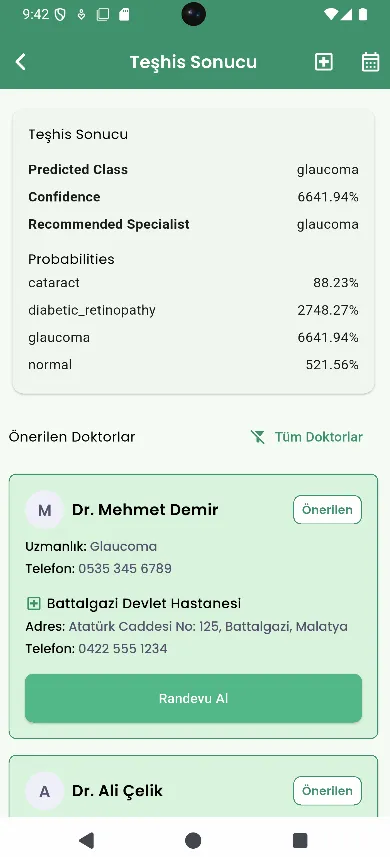 9:42
Teşhis Sonucu
Teşhis Sonucu
Predicted Class glaucoma
Confidence 6641.94%
Recommended Specialist glaucoma
Probabilities
cataract 88.23%
diabetic_retinopathy 2748.27%
glaucoma 6641.94%
normal 521.56%
Önerilen Doktorlar Tüm Doktorlar
M Dr. Mehmet Demir Önerilen
Uzmanlık: Glaucoma
Telefon: 0535 345 6789
Battalgazi Devlet Hastanesi
Adres: Atatürk Caddesi No: 125, Battalgazi, Malatya
Telefon: 0422 555 1234
Randevu Al
A Dr. Ali Çelik Önerilen